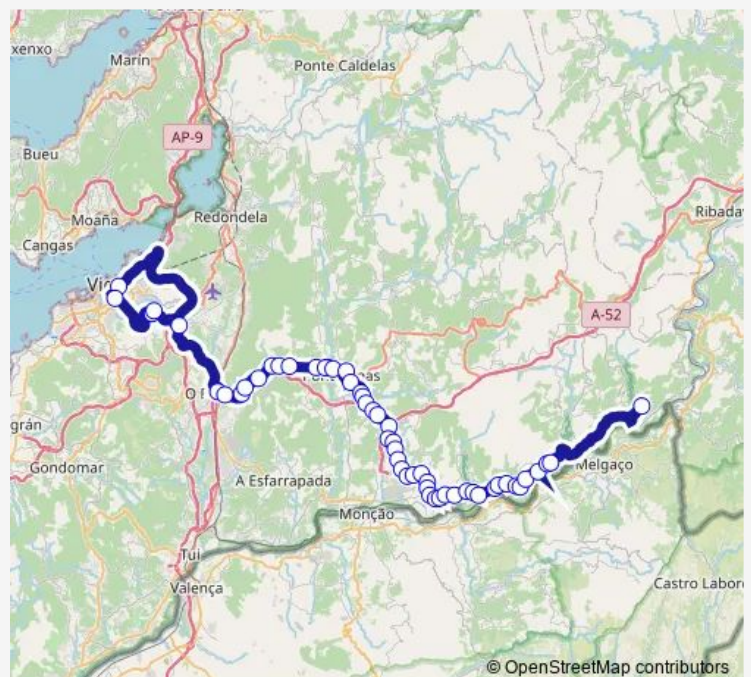 xenxo
Marín
Ponte Caldelas
AP-9
Bueu
Moaña
Redondela
Ribada
Cangas
A-52
grán
Gondomar
A Esfarrapada
Melgaço
Monção
Tui
Valença
Castro Labore
© OpenStreetMap contributors